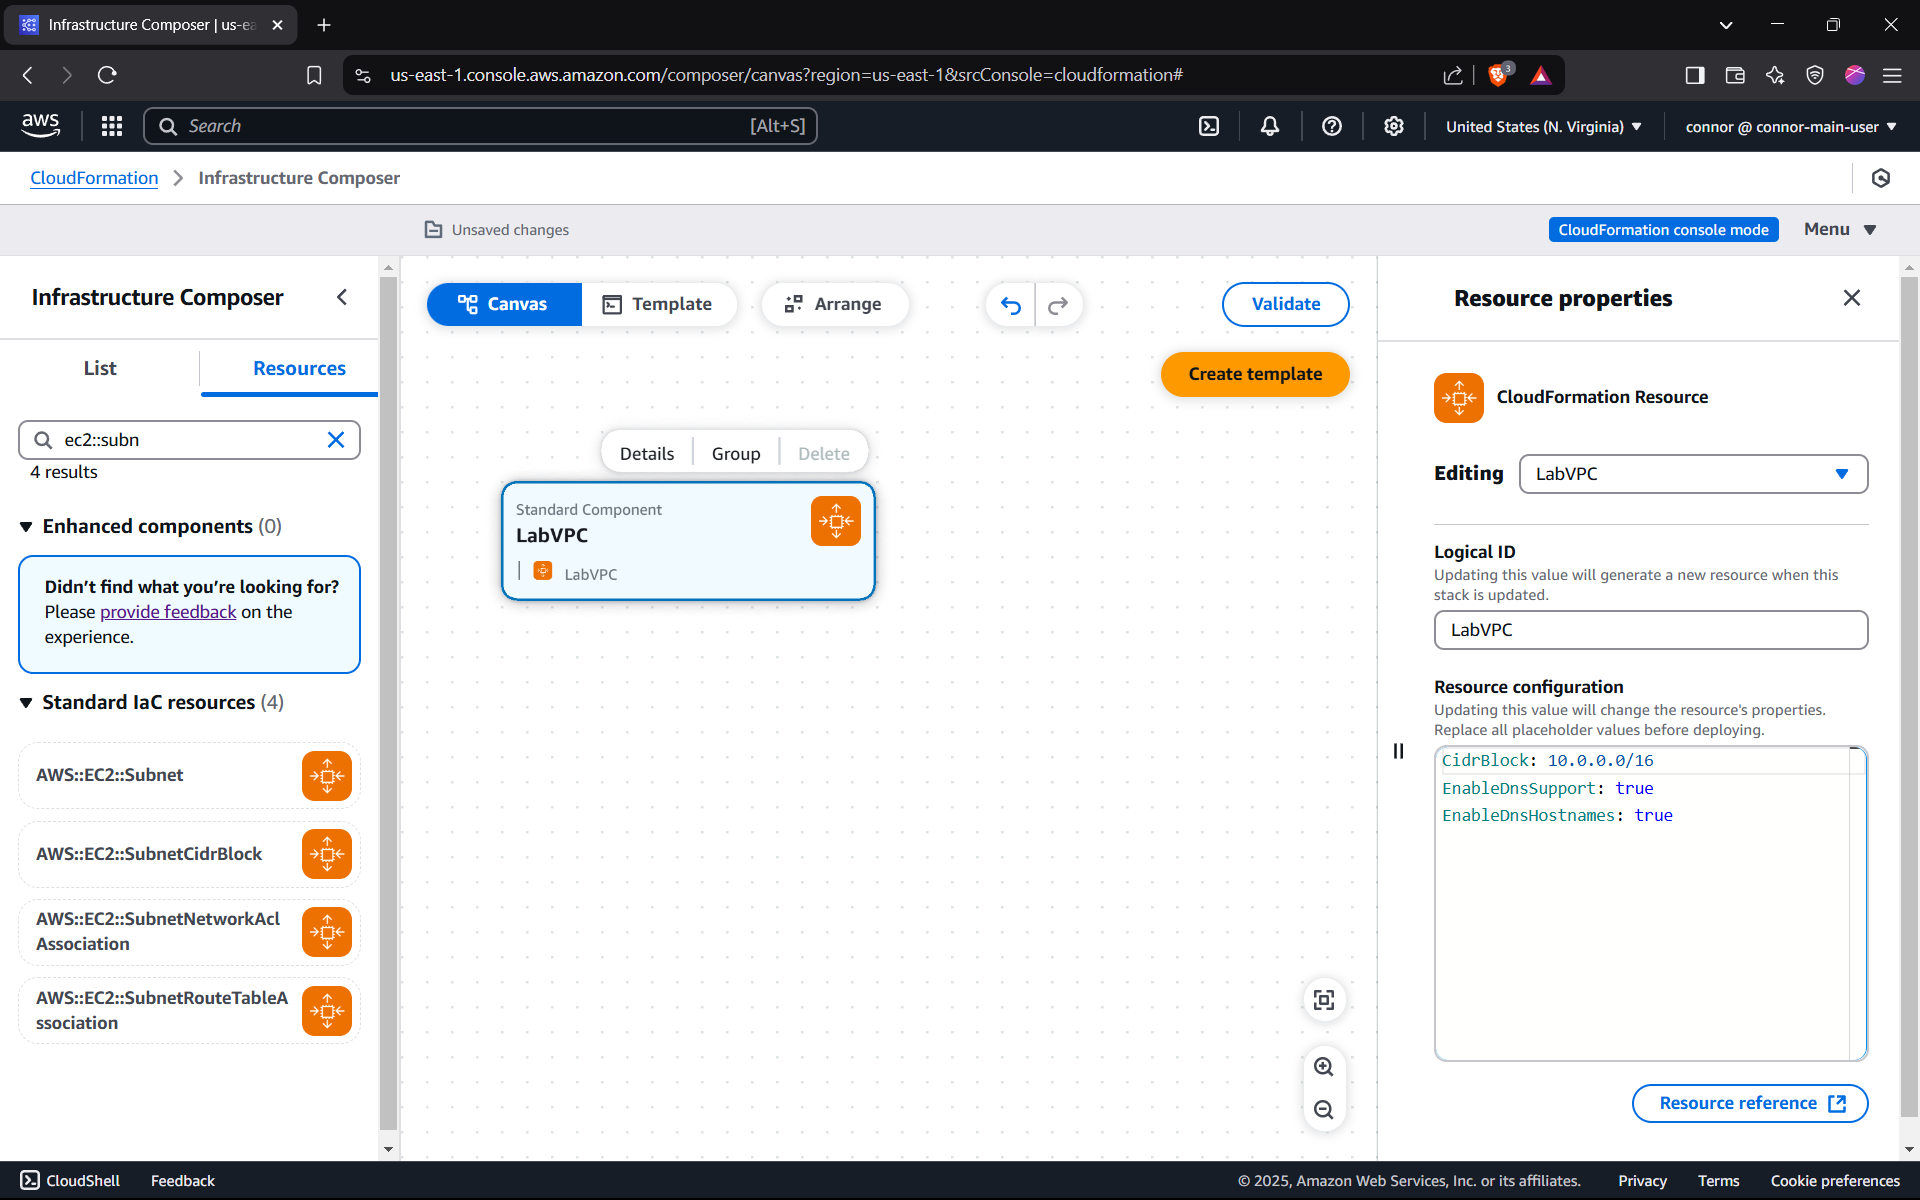 Infrastructure Composer | us-ea
us-east-1.console.aws.amazon.com/composer/canvas?region=us-east-1&srcConsole=cloudformation#
3
aws
Search
[Alt+S]
United States (N. Virginia)
connor @ connor-main-user
CloudFormation
Infrastructure Composer
Unsaved changes
CloudFormation console mode
Menu
Infrastructure Composer
List
Resources
ec2::subn
4 results
Enhanced components (0)
Didn’t find what you’re looking for?
Please provide feedback on the
experience.
Standard IaC resources (4)
AWS::EC2::Subnet
AWS::EC2::SubnetCidrBlock
AWS::EC2::SubnetNetworkAcl
Association
AWS::EC2::SubnetRouteTableA
ssociation
Canvas
Template
Arrange
Validate
Create template
Details
Group
Delete
Standard Component
LabVPC
LabVPC
Resource properties
CloudFormation Resource
Editing
LabVPC
Logical ID
Updating this value will generate a new resource when this
stack is updated.
LabVPC
Resource configuration
Updating this value will change the resource's properties.
Replace all placeholder values before deploying.
CidrBlock: 10.0.0.0/16
EnableDnsSupport: true
EnableDnsHostnames: true
Resource reference
CloudShell
Feedback
© 2025, Amazon Web Services, Inc. or its affiliates.
Privacy
Terms
Cookie preferences